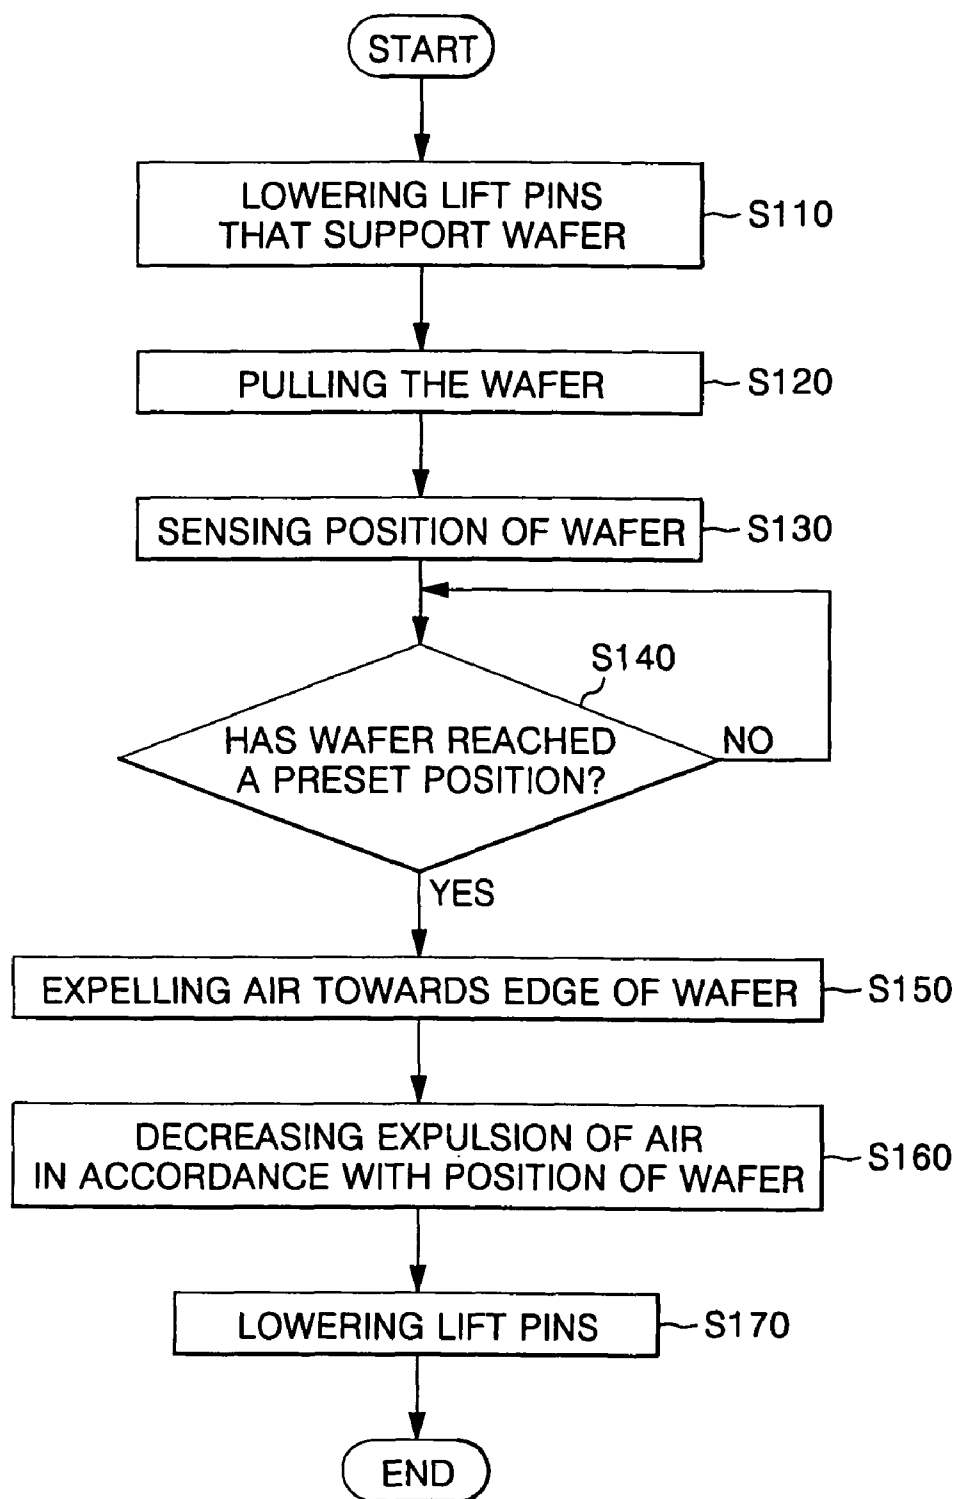 START
LOWERING LIFT PINS
THAT SUPPORT WAFER
S110
PULLING THE WAFER
S120
SENSING POSITION OF WAFER
S130
S140
HAS WAFER REACHED
A PRESET POSITION?
NO
YES
EXPELLING AIR TOWARDS EDGE OF WAFER
S150
DECREASING EXPULSION OF AIR
IN ACCORDANCE WITH POSITION OF WAFER
S160
LOWERING LIFT PINS
S170
END